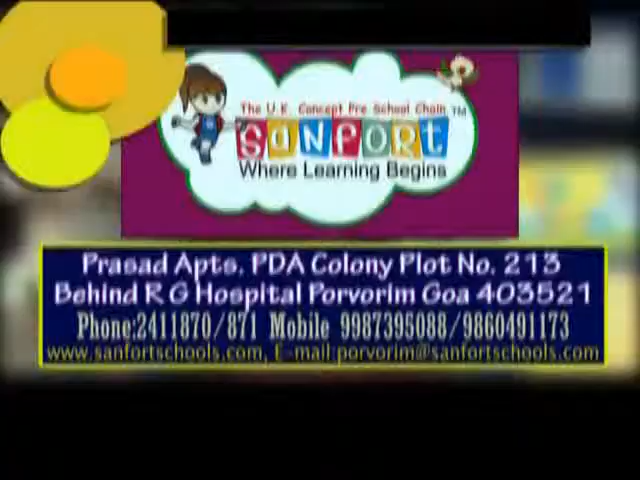 The U.K. Concept Pre School Chain TM
SANFORT
Where Learning Begins
Prasad Apts, PDA Colony Plot No. 213
Behind R G Hospital Porvorim Goa 403521
Phone:2411870/871 Mobile 9987395088/9860491173
www.sanfortschools.com, E-mail:porvorim@sanfortschools.com